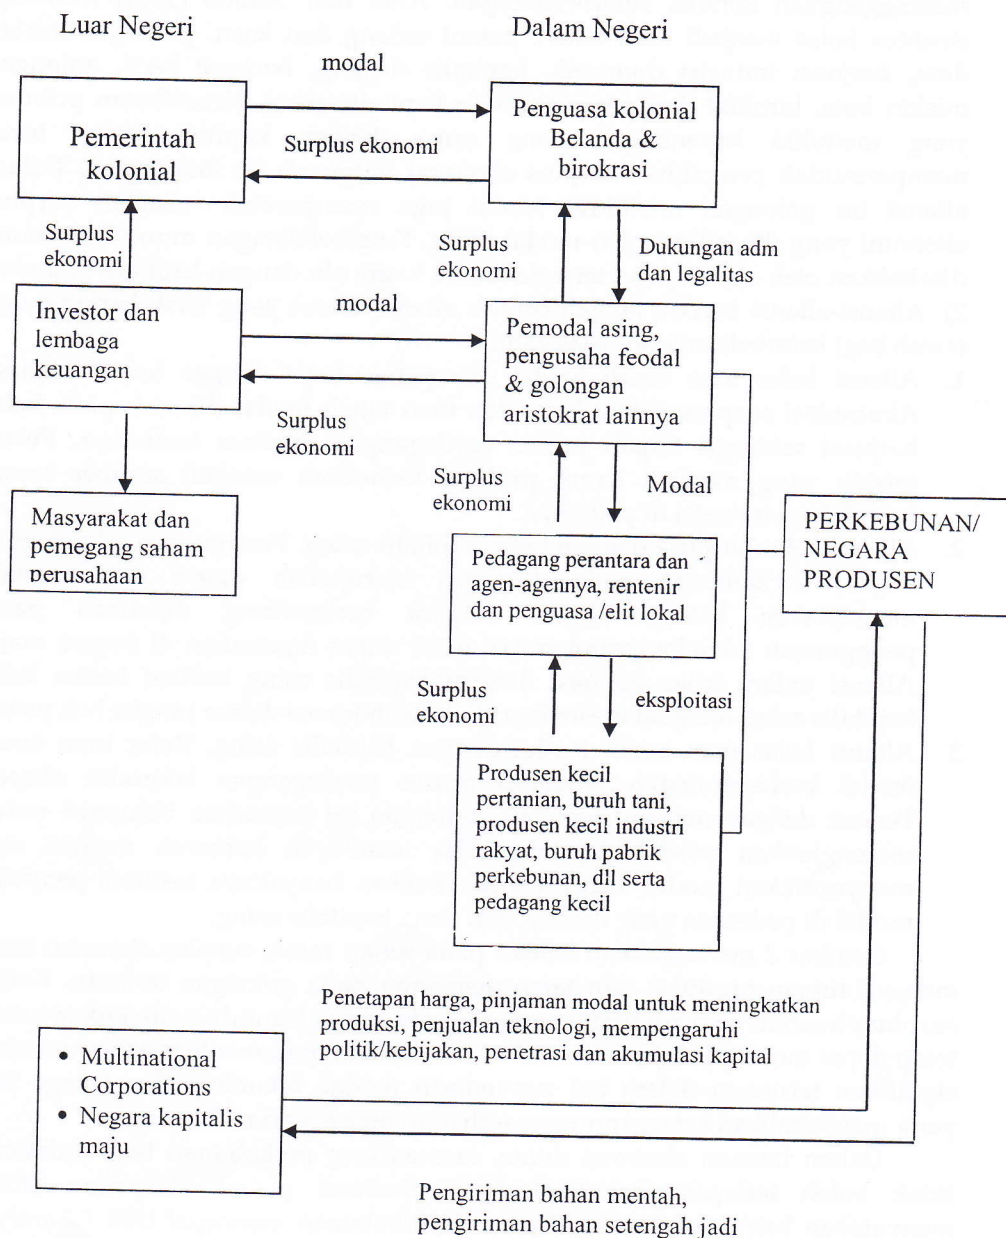 Luar Negeri
Dalam Negeri
modal
Pemerintah
kolonial
Surplus ekonomi
Penguasa kolonial
Belanda &
birokrasi
Surplus
ekonomi
Surplus
ekonomi
Dukungan adm
dan legalitas
Investor dan
lembaga
keuangan
modal
Pemodal asing,
pengusaha feodal
& golongan
aristokrat lainnya
Surplus
ekonomi
Surplus
ekonomi
Modal
Masyarakat dan
pemegang saham
perusahaan
Pedagang perantara dan
agen-agennya, rentenir
dan penguasa /elit lokal
PERKEBUNAN/
NEGARA
PRODUSEN
Surplus
ekonomi
eksploitasi
Produsen kecil
pertanian, buruh tani,
produsen kecil industri
rakyat, buruh pabrik
perkebunan, dll serta
pedagang kecil
Penetapan harga, pinjaman modal untuk meningkatkan
produksi, penjualan teknologi, mempengaruhi
politik/kebijakan, penetrasi dan akumulasi kapital
• Multinational
Corporations
• Negara kapitalis
maju
Pengiriman bahan mentah,
pengiriman bahan setengah jadi